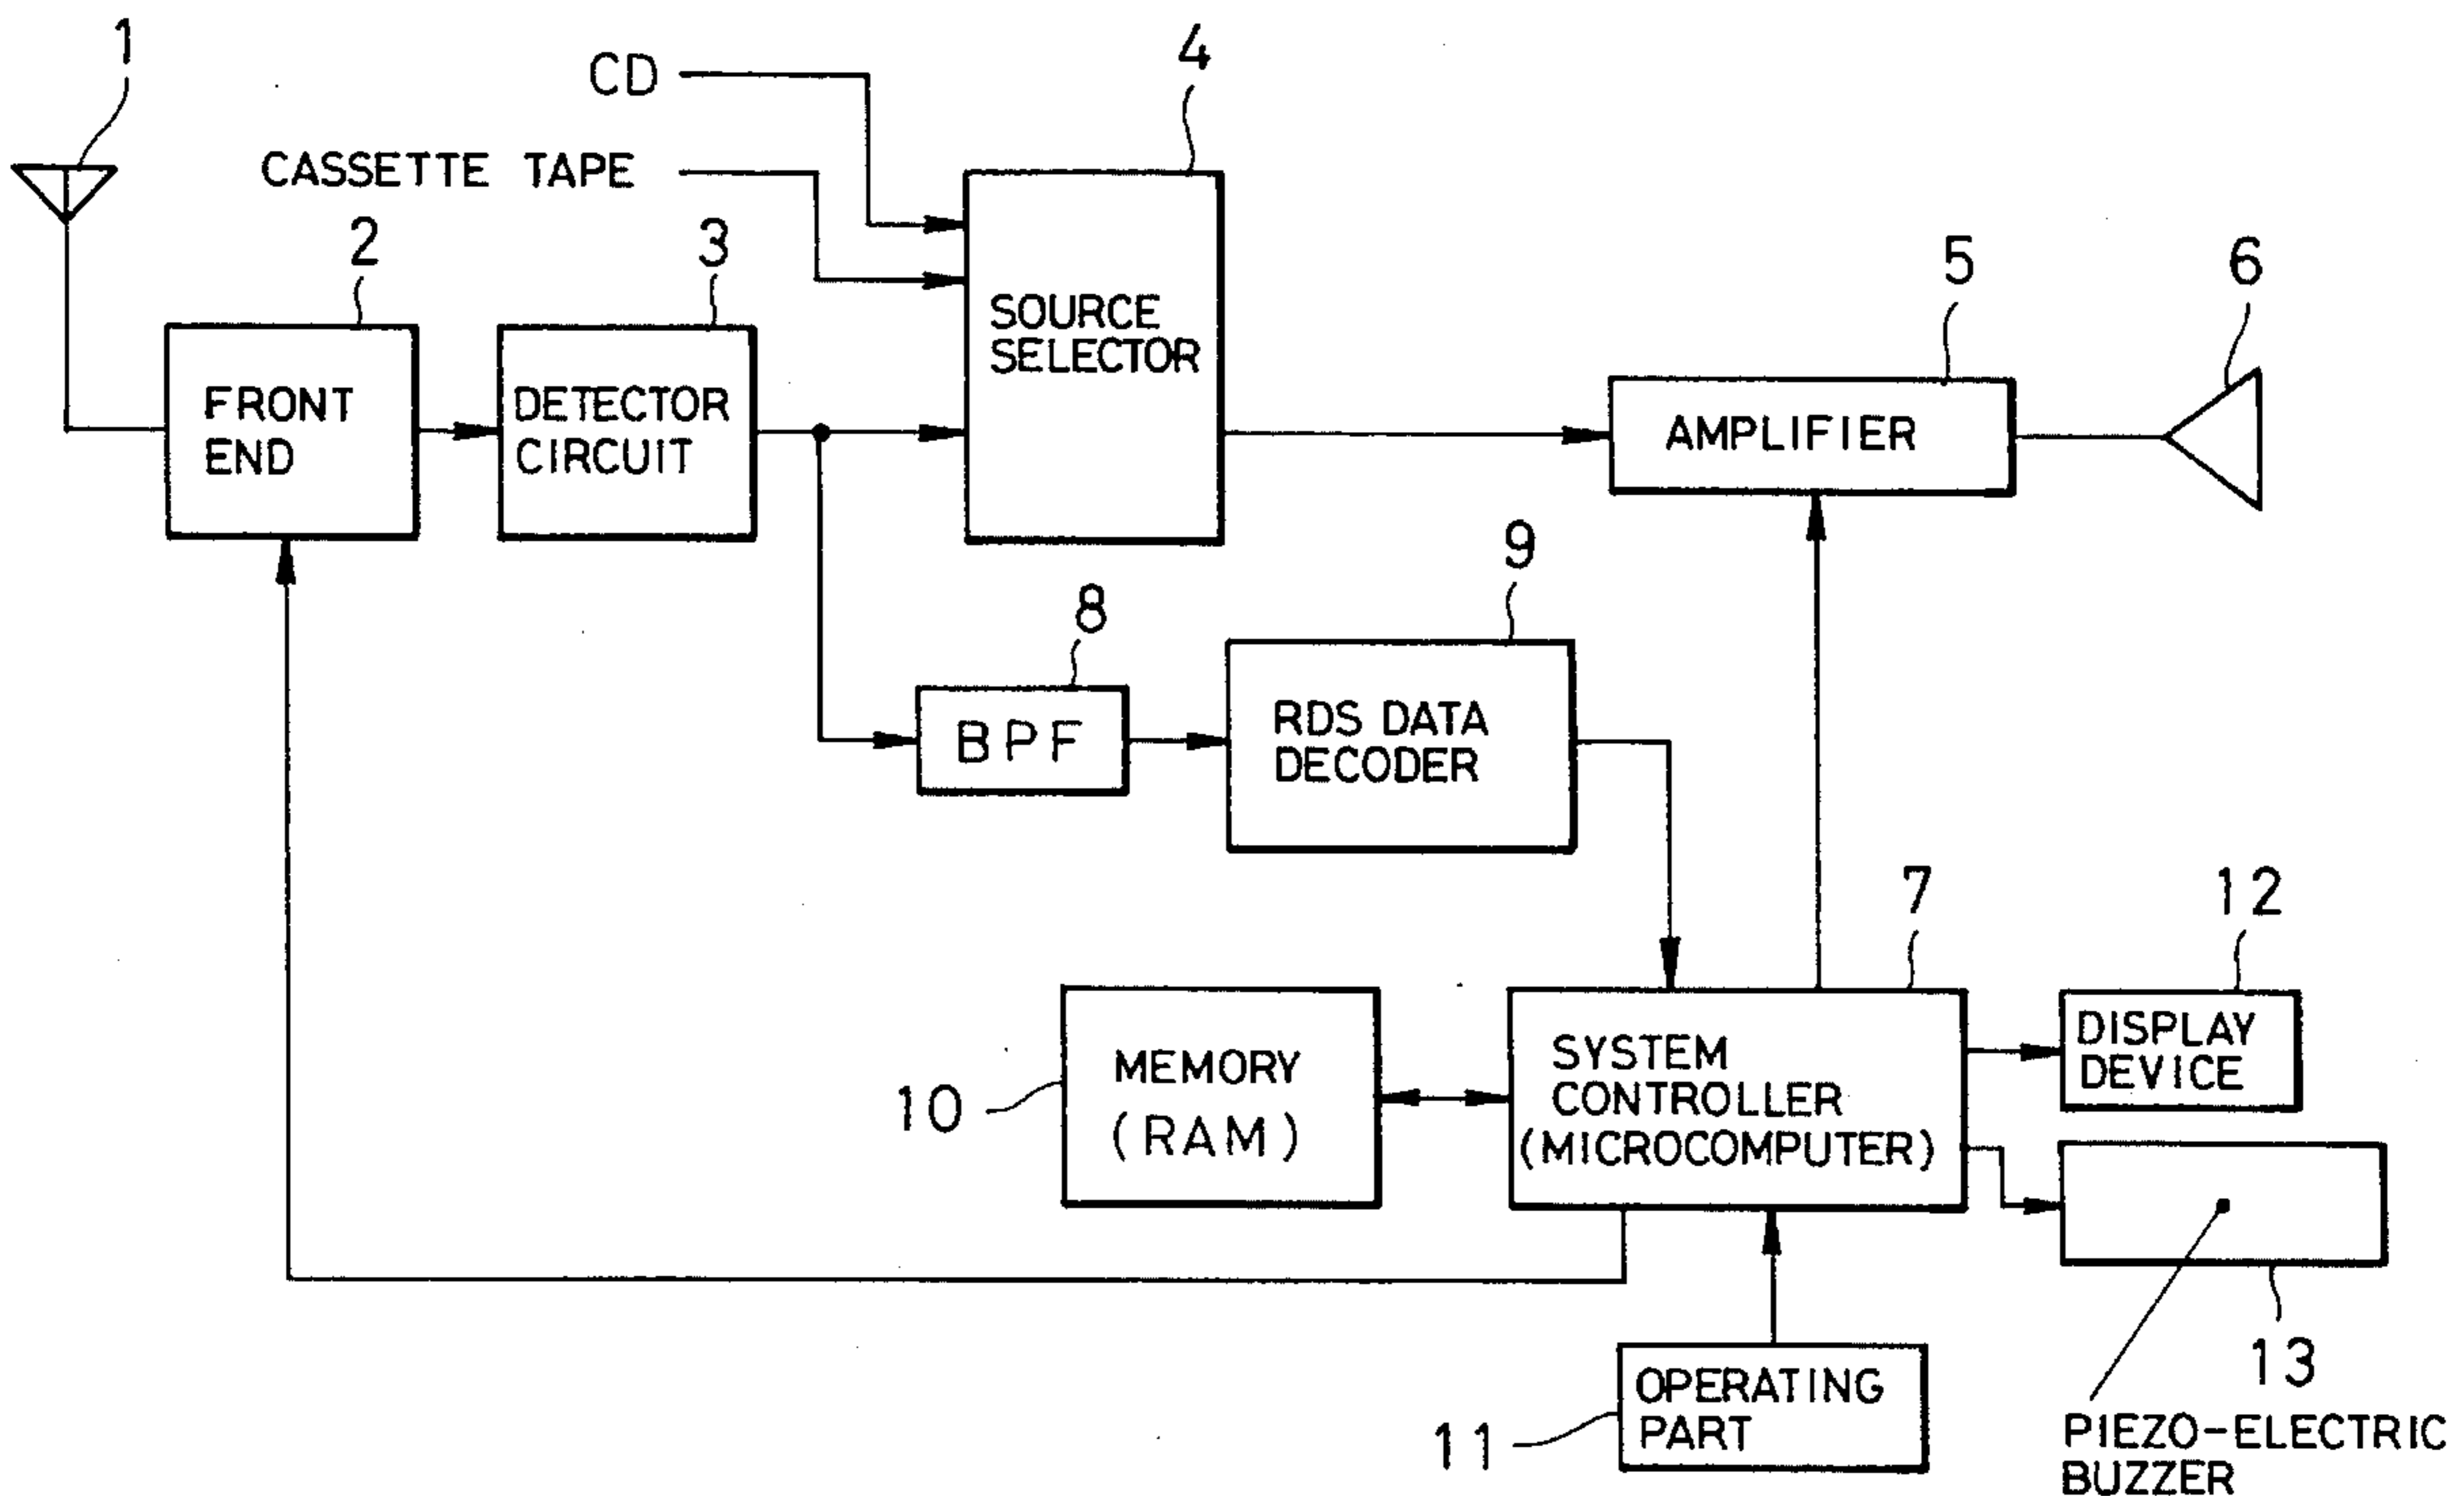 1
CD
4
CASSETTE TAPE
2
3
5
6
SOURCE
SELECTOR
FRONT
END
DETECTOR
CIRCUIT
AMPLIFIER
9
8
BPF
RDS DATA
DECODER
7
12
10
MEMORY
(RAM)
SYSTEM
CONTROLLER
(MICROCOMPUTER)
DISPLAY
DEVICE
13
11
OPERATING
PART
PIEZO-ELECTRIC
BUZZER